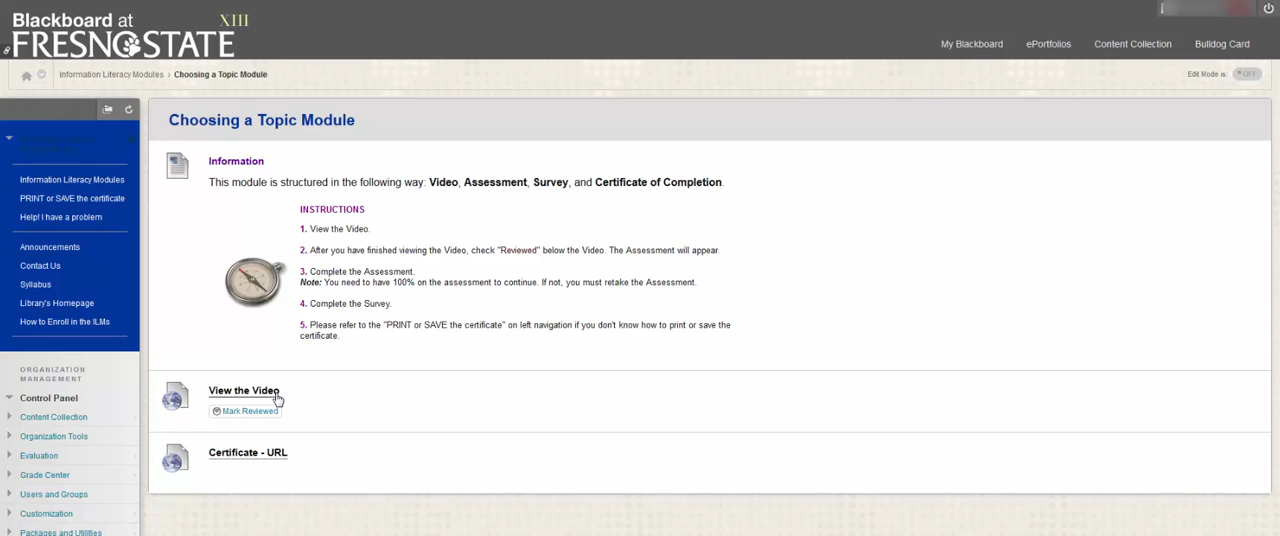 Blackboard at XIII
FRESNO STATE
My Blackboard ePortfolios Content Collection Bulldog Card
Information Literacy Modules > Choosing a Topic Module
Edit Mode is: OFF
Information Literacy Modules
PRINT or SAVE the certificate
Help! I have a problem
Announcements
Contact Us
Syllabus
Library's Homepage
How to Enroll in the ILMs
ORGANIZATION
MANAGEMENT
Control Panel
Content Collection
Organization Tools
Evaluation
Grade Center
Users and Groups
Customization
Packages and Utilities
Choosing a Topic Module
Information
This module is structured in the following way: Video, Assessment, Survey, and Certificate of Completion.
INSTRUCTIONS
1. View the Video.
2. After you have finished viewing the Video, check "Reviewed" below the Video. The Assessment will appear.
3. Complete the Assessment.
Note: You need to have 100% on the assessment to continue. If not, you must retake the Assessment.
4. Complete the Survey.
5. Please refer to the "PRINT or SAVE the certificate" on left navigation if you don't know how to print or save the
certificate.
View the Video
Mark Reviewed
Certificate - URL